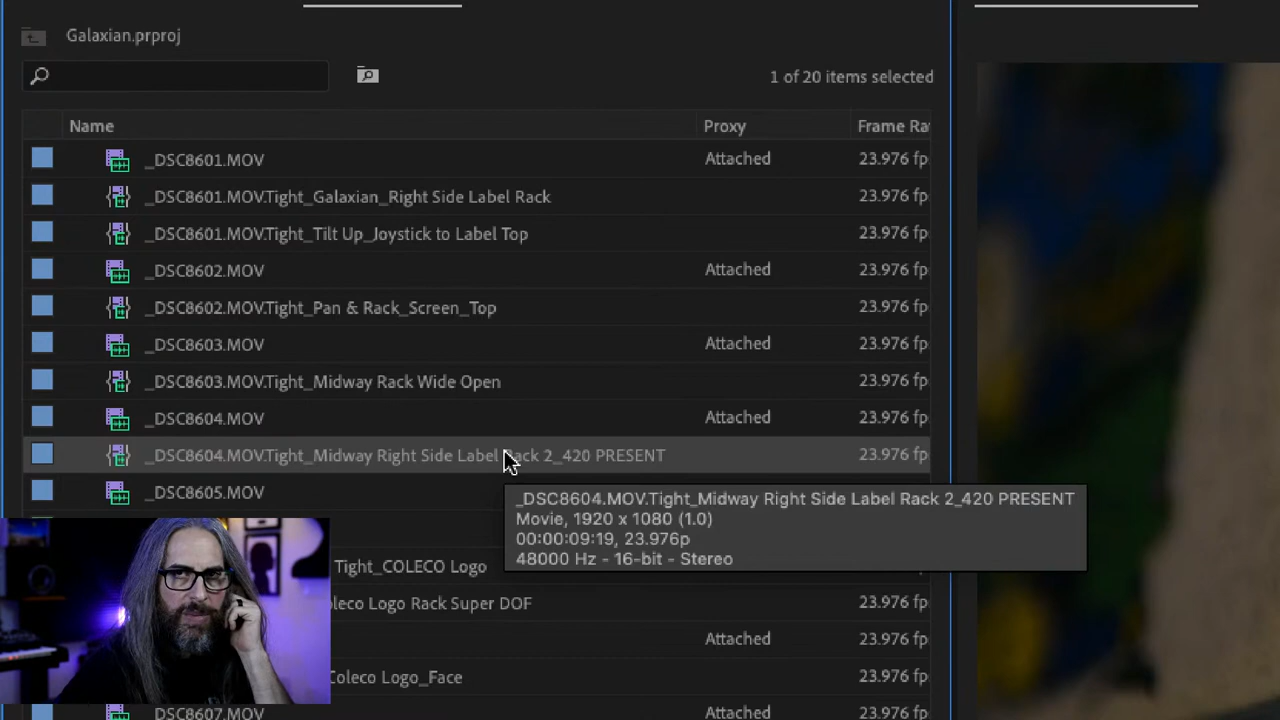 Galaxian.prproj
1 of 20 items selected
Name Proxy Frame Ra
_DSC8601.MOV Attached 23.976 fp
_DSC8601.MOV.Tight_Galaxian_Right Side Label Rack 23.976 fp
_DSC8601.MOV.Tight_Tilt Up_Joystick to Label Top 23.976 fp
_DSC8602.MOV Attached 23.976 fp
_DSC8602.MOV.Tight_Pan & Rack_Screen_Top 23.976 fp
_DSC8603.MOV Attached 23.976 fp
_DSC8603.MOV.Tight_Midway Rack Wide Open 23.976 fp
_DSC8604.MOV Attached 23.976 fp
_DSC8604.MOV.Tight_Midway Right Side Label Rack 2_420 PRESENT 23.976 fp
_DSC8605.MOV
_DSC8604.MOV.Tight_Midway Right Side Label Rack 2_420 PRESENT
Movie, 1920 x 1080 (1.0)
00:00:09:19, 23.976p
48000 Hz - 16-bit - Stereo
Tight_COLECO Logo 23.976 fp
oleco Logo Rack Super DOF 23.976 fp
Attached 23.976 fp
Coleco Logo_Face 23.976 fp
_DSC8607.MOV Attached 23.976 fp